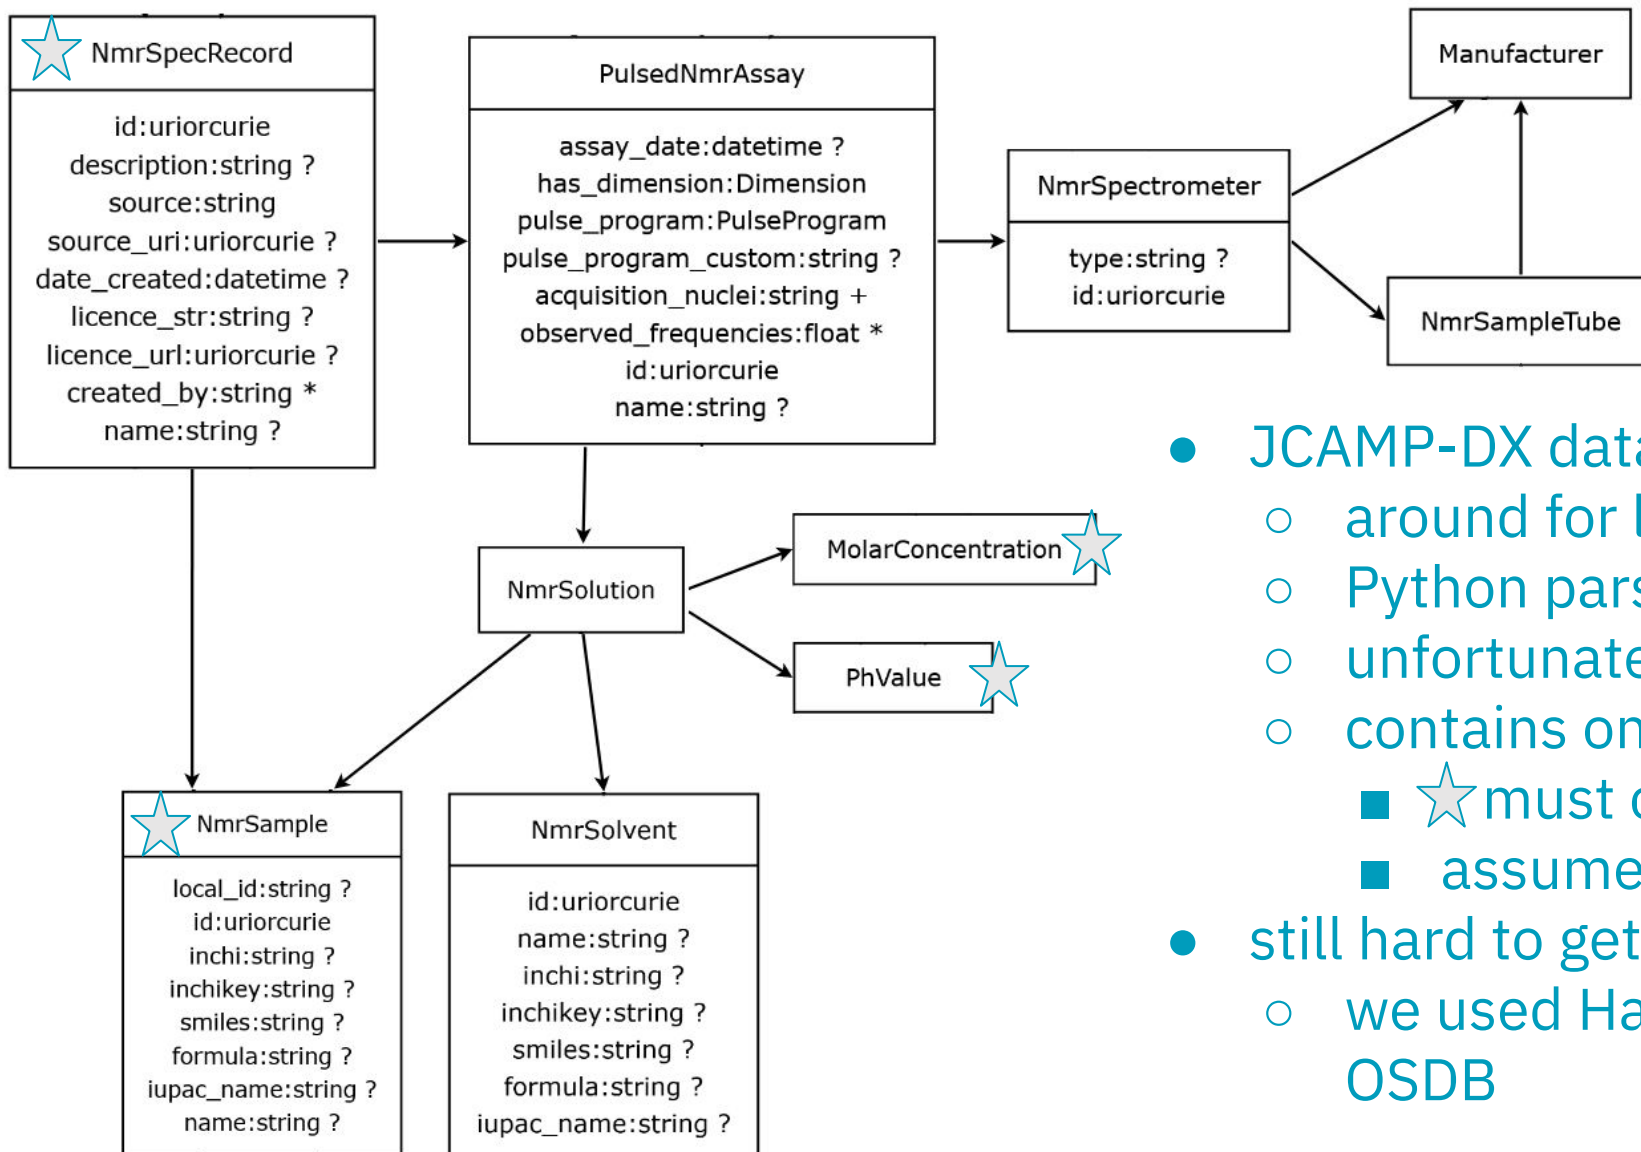 NmrSpecRecord
id:uriorcurie
description:string ?
source:string
source_uri:uriorcurie ?
date_created:datetime ?
licence_str:string ?
licence_url:uriorcurie ?
created_by:string *
name:string ?
PulsedNmrAssay
assay_date:datetime ?
has_dimension:Dimension
pulse_program:PulseProgram
pulse_program_custom:string ?
acquisition_nuclei:string +
observed_frequencies:float *
id:uriorcurie
name:string ?
NmrSpectrometer
type:string ?
id:uriorcurie
Manufacturer
NmrSampleTube
NmrSolution
MolarConcentration
PhValue
NmrSample
local_id:string ?
id:uriorcurie
inchi:string ?
inchikey:string ?
smiles:string ?
formula:string ?
iupac_name:string ?
name:string ?
NmrSolvent
id:uriorcurie
name:string ?
inchi:string ?
inchikey:string ?
smiles:string ?
formula:string ?
iupac_name:string ?
● JCAMP-DX data
○ around for
○ Python pars
○ unfortunate
○ contains on
■ must
■ assume
● still hard to get
○ we used Ha
OSDB